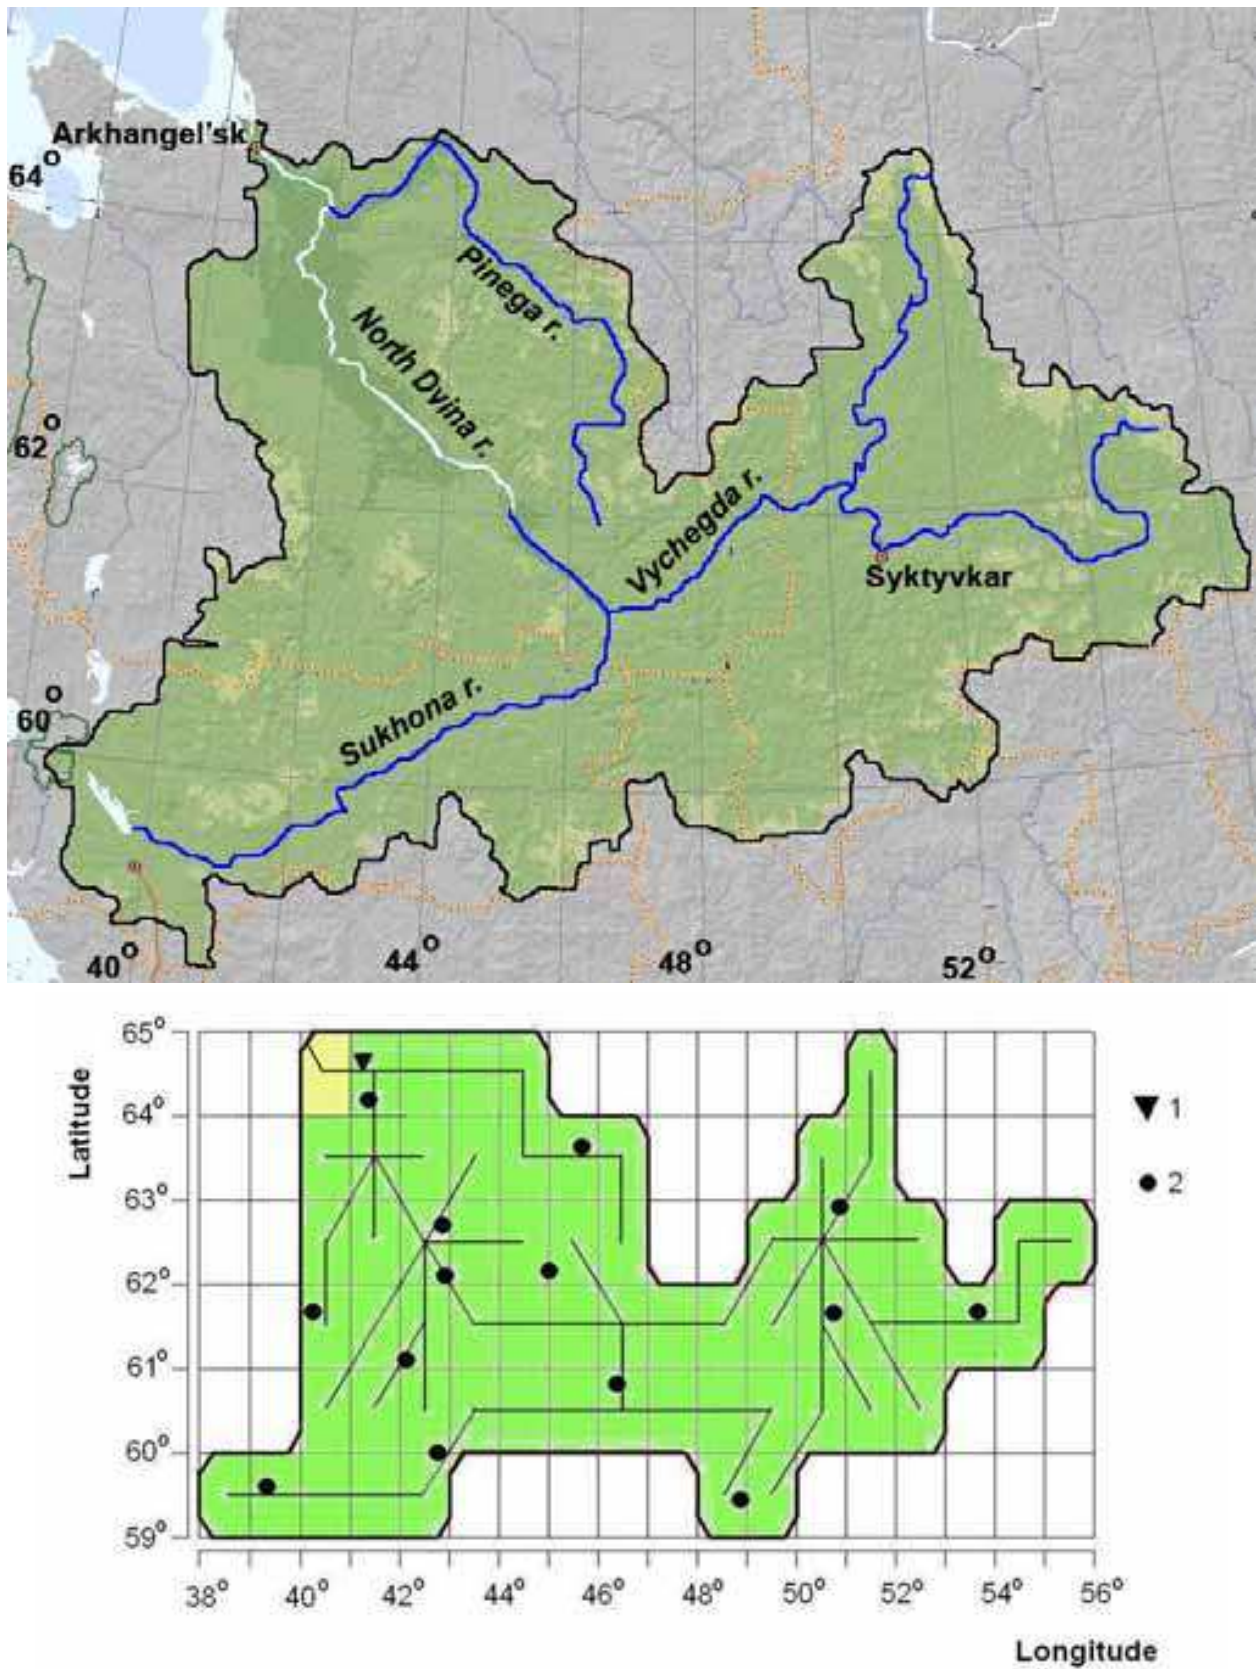 Arkhangel'sk
64°
Pinega r.
North Dvina r.
62°
Vychegda r.
Syktyvkar
60°
Sukhona r.
40° 44° 48° 52°
65°
64°
63°
62°
61°
60°
59°
Latitude
1
2
38° 40° 42° 44° 46° 48° 50° 52° 54° 56°
Longitude